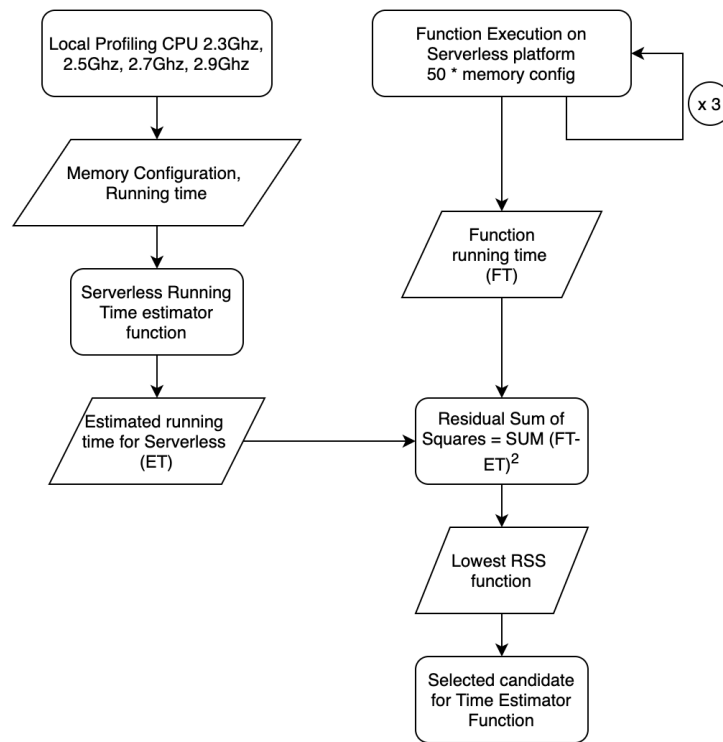 Local Profiling CPU 2.3Ghz,
2.5Ghz, 2.7Ghz, 2.9Ghz
Memory Configuration,
Running time
Serverless Running
Time estimator
function
Estimated running
time for Serverless
(ET)
Function Execution on
Serverless platform
50 * memory config
x 3
Function
running time
(FT)
Residual Sum of
Squares = SUM (FT-
ET)²
Lowest RSS
function
Selected candidate
for Time Estimator
Function